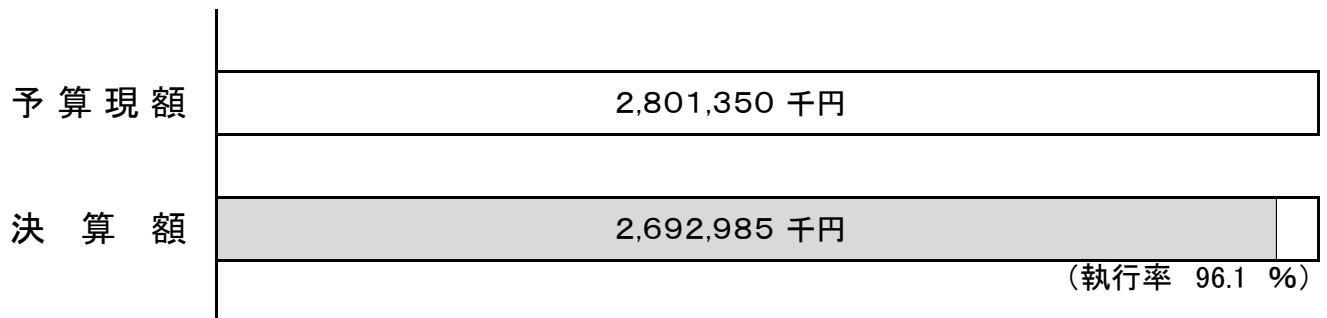 予算現額 2,801,350 千円
決算額 2,692,985 千円
（執行率 96.1 %）